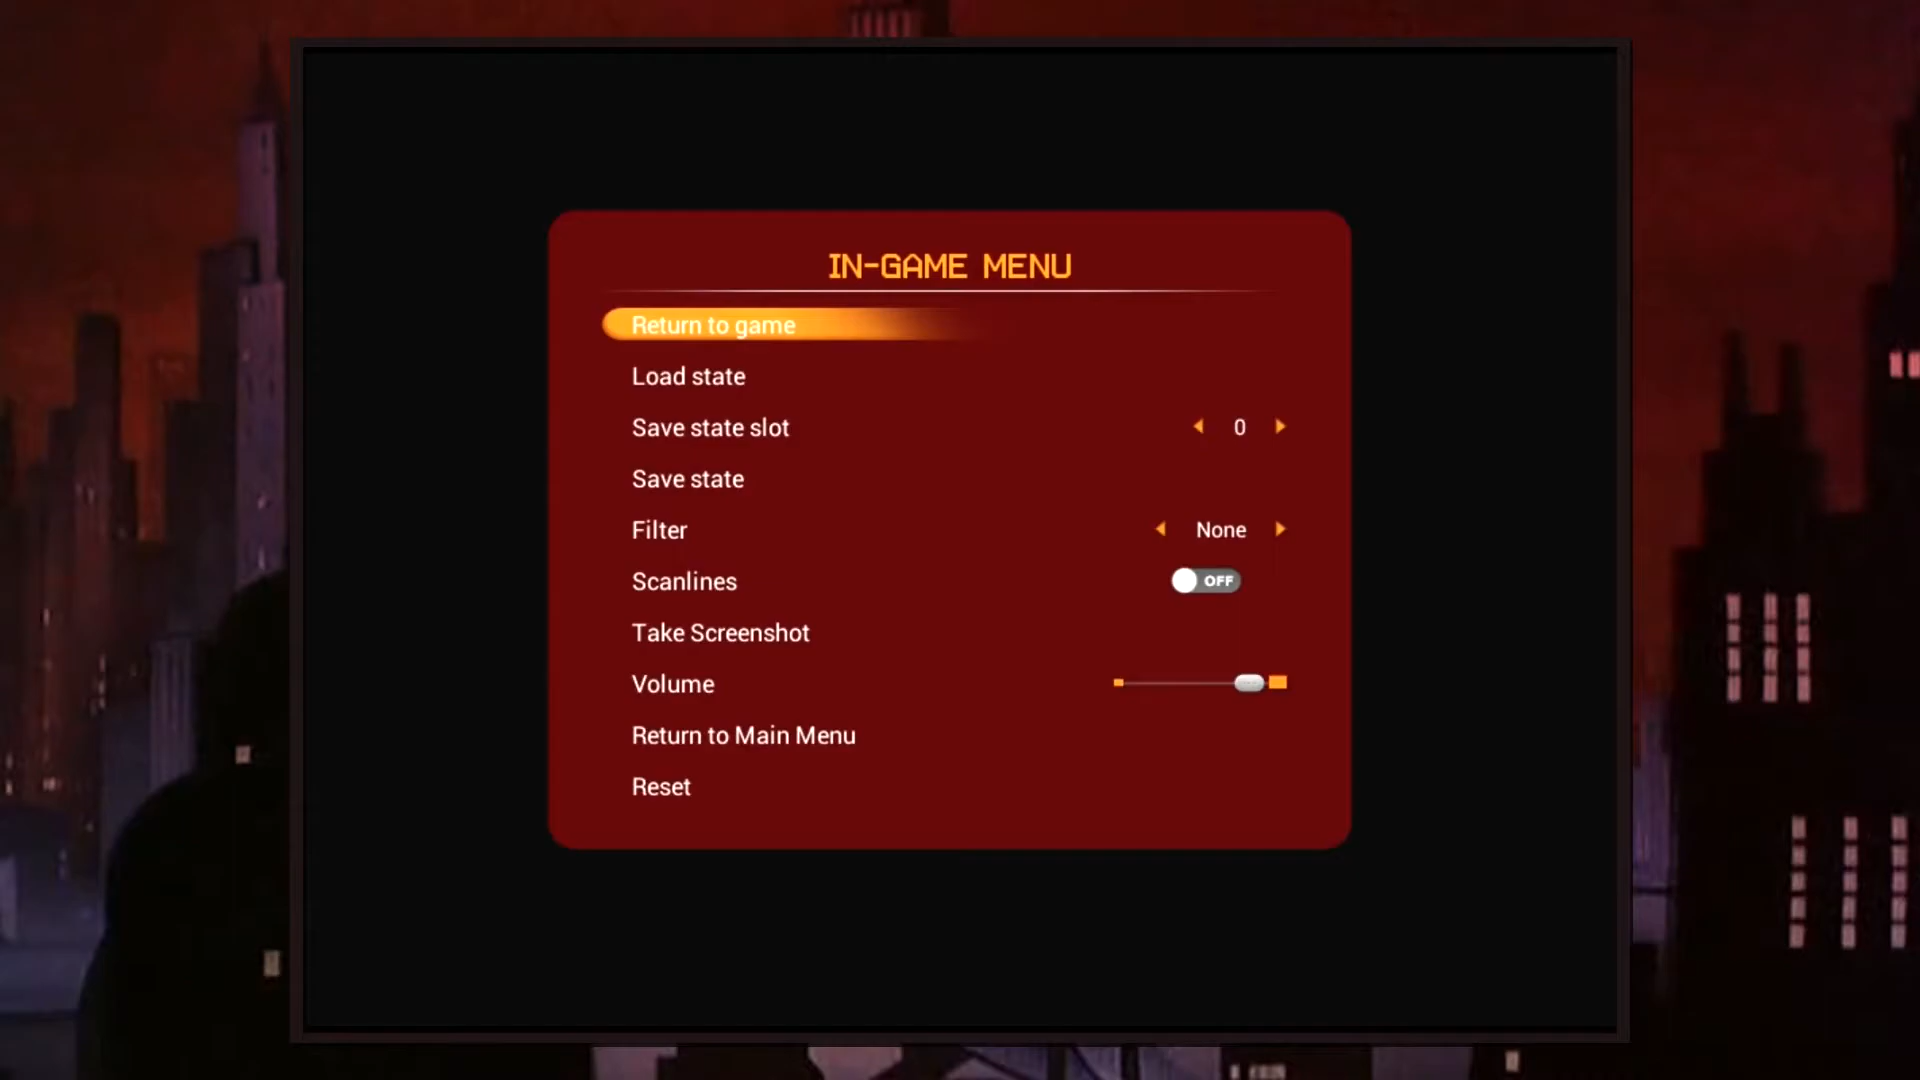 IN-GAME MENU
Return to game
Load state
Save state slot 0
Save state
Filter None
Scanlines OFF
Take Screenshot
Volume
Return to Main Menu
Reset